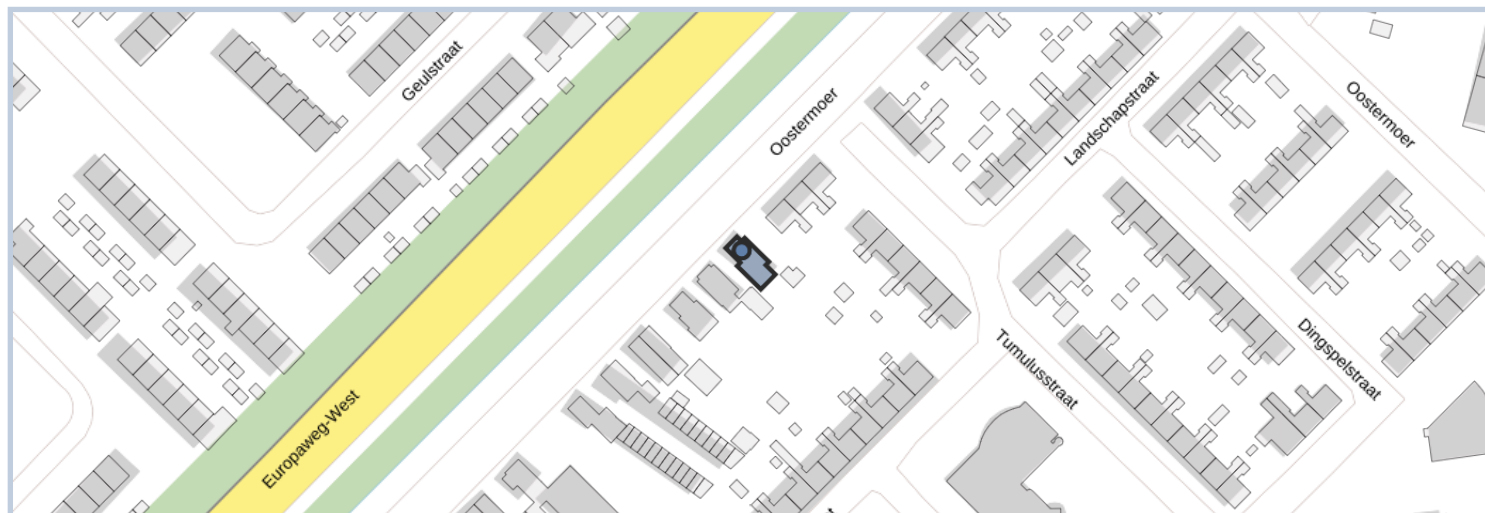 Geulstraat
Oostermoer
Landschapstraat
Oostermoer
Dingspelstraat
Tumulusstraat
Europaweg-West